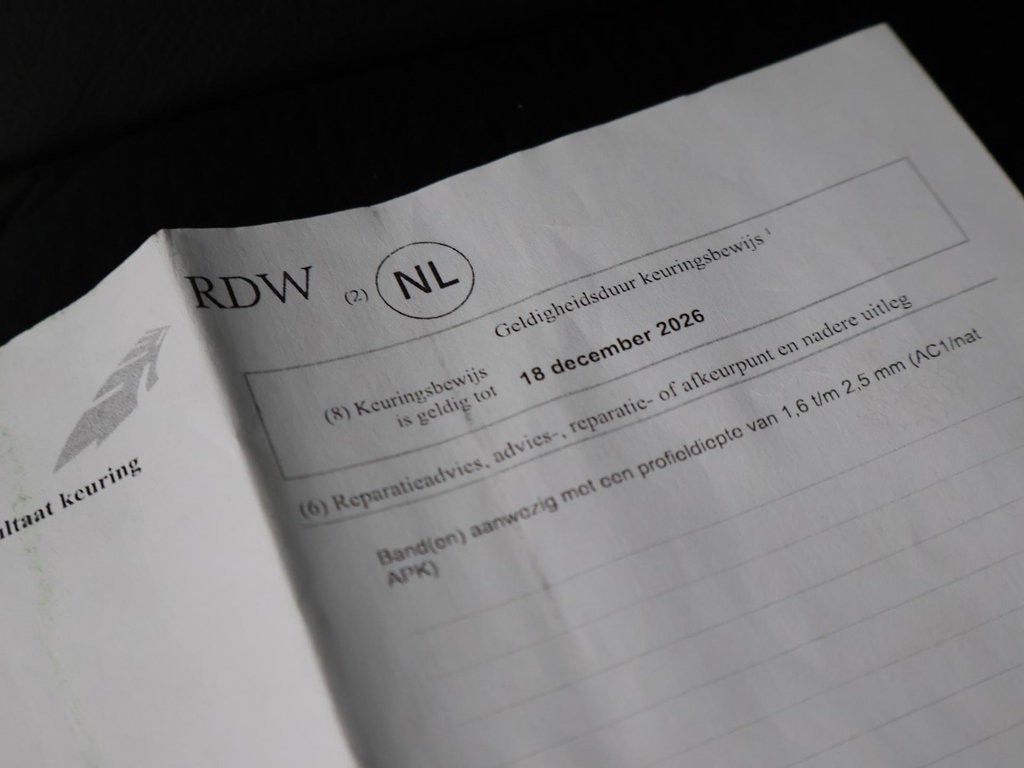 RDW (2) NL
Geldigheidsduur keuringsbewijs 1
(8) Keuringsbewijs
is geldig tot 18 december 2026
(6) Reparatieadvies, advies-, reparatie- of afkeurpunt en nadere uitleg
Band(en) aanwezig met een profieldiepte van 1,6 t/m 2,5 mm (AC1/nat
APK)
ltaat keuring